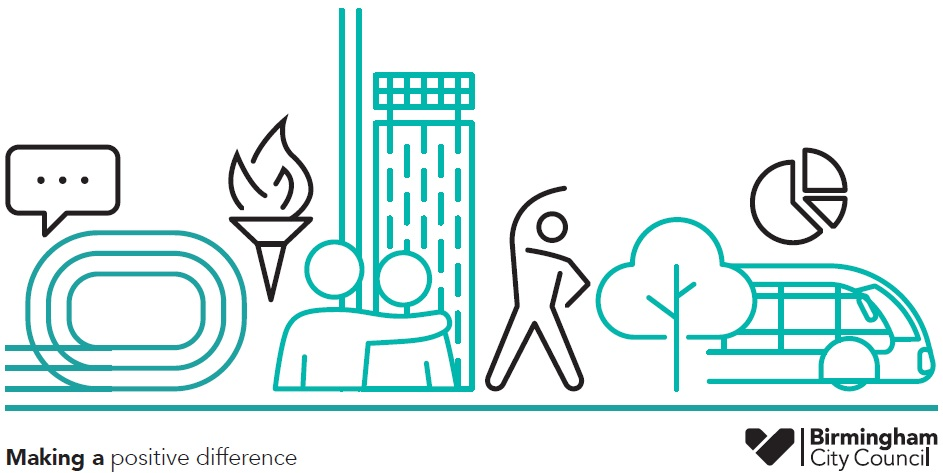 Making a positive difference
Birmingham
City Council